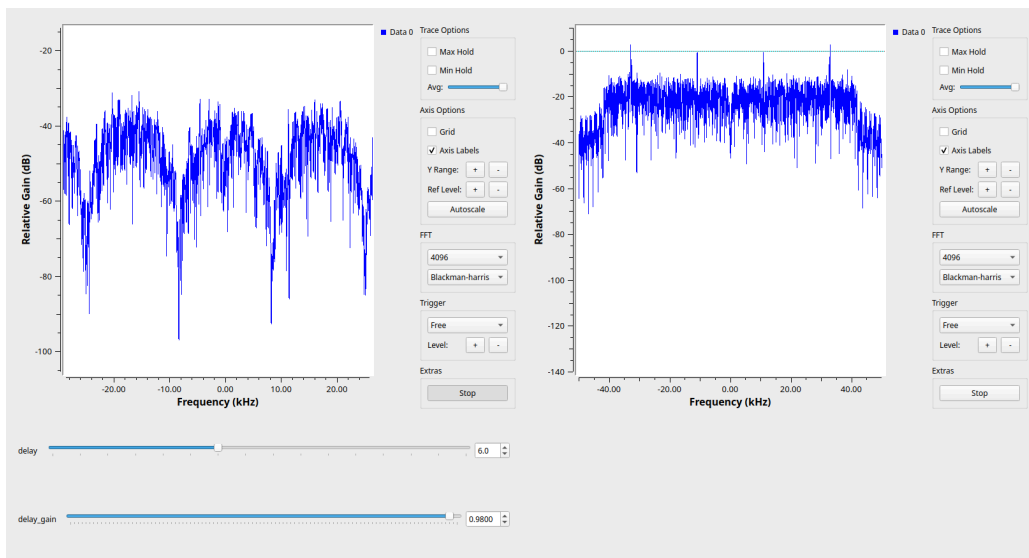 Data 0
Trace Options
Max Hold
Min Hold
Avg:
Axis Options
Grid
Axis Labels
Y Range: + -
Ref Level: + -
Autoscale
FFT
4096
Blackman-harris
Trigger
Free
Level: + -
Extras
Stop
Relative Gain (dB)
-20
-40
-60
-80
-100
-20.00 -10.00 0.00 10.00 20.00
Frequency (kHz)
Data 0
Trace Options
Max Hold
Min Hold
Avg:
Axis Options
Grid
Axis Labels
Y Range: + -
Ref Level: + -
Autoscale
FFT
4096
Blackman-harris
Trigger
Free
Level: + -
Extras
Stop
Relative Gain (dB)
0
-20
-40
-60
-80
-100
-120
-140
-40.00 -20.00 0.00 20.00 40.00
Frequency (kHz)
delay 6.0
delay_gain 0.9800